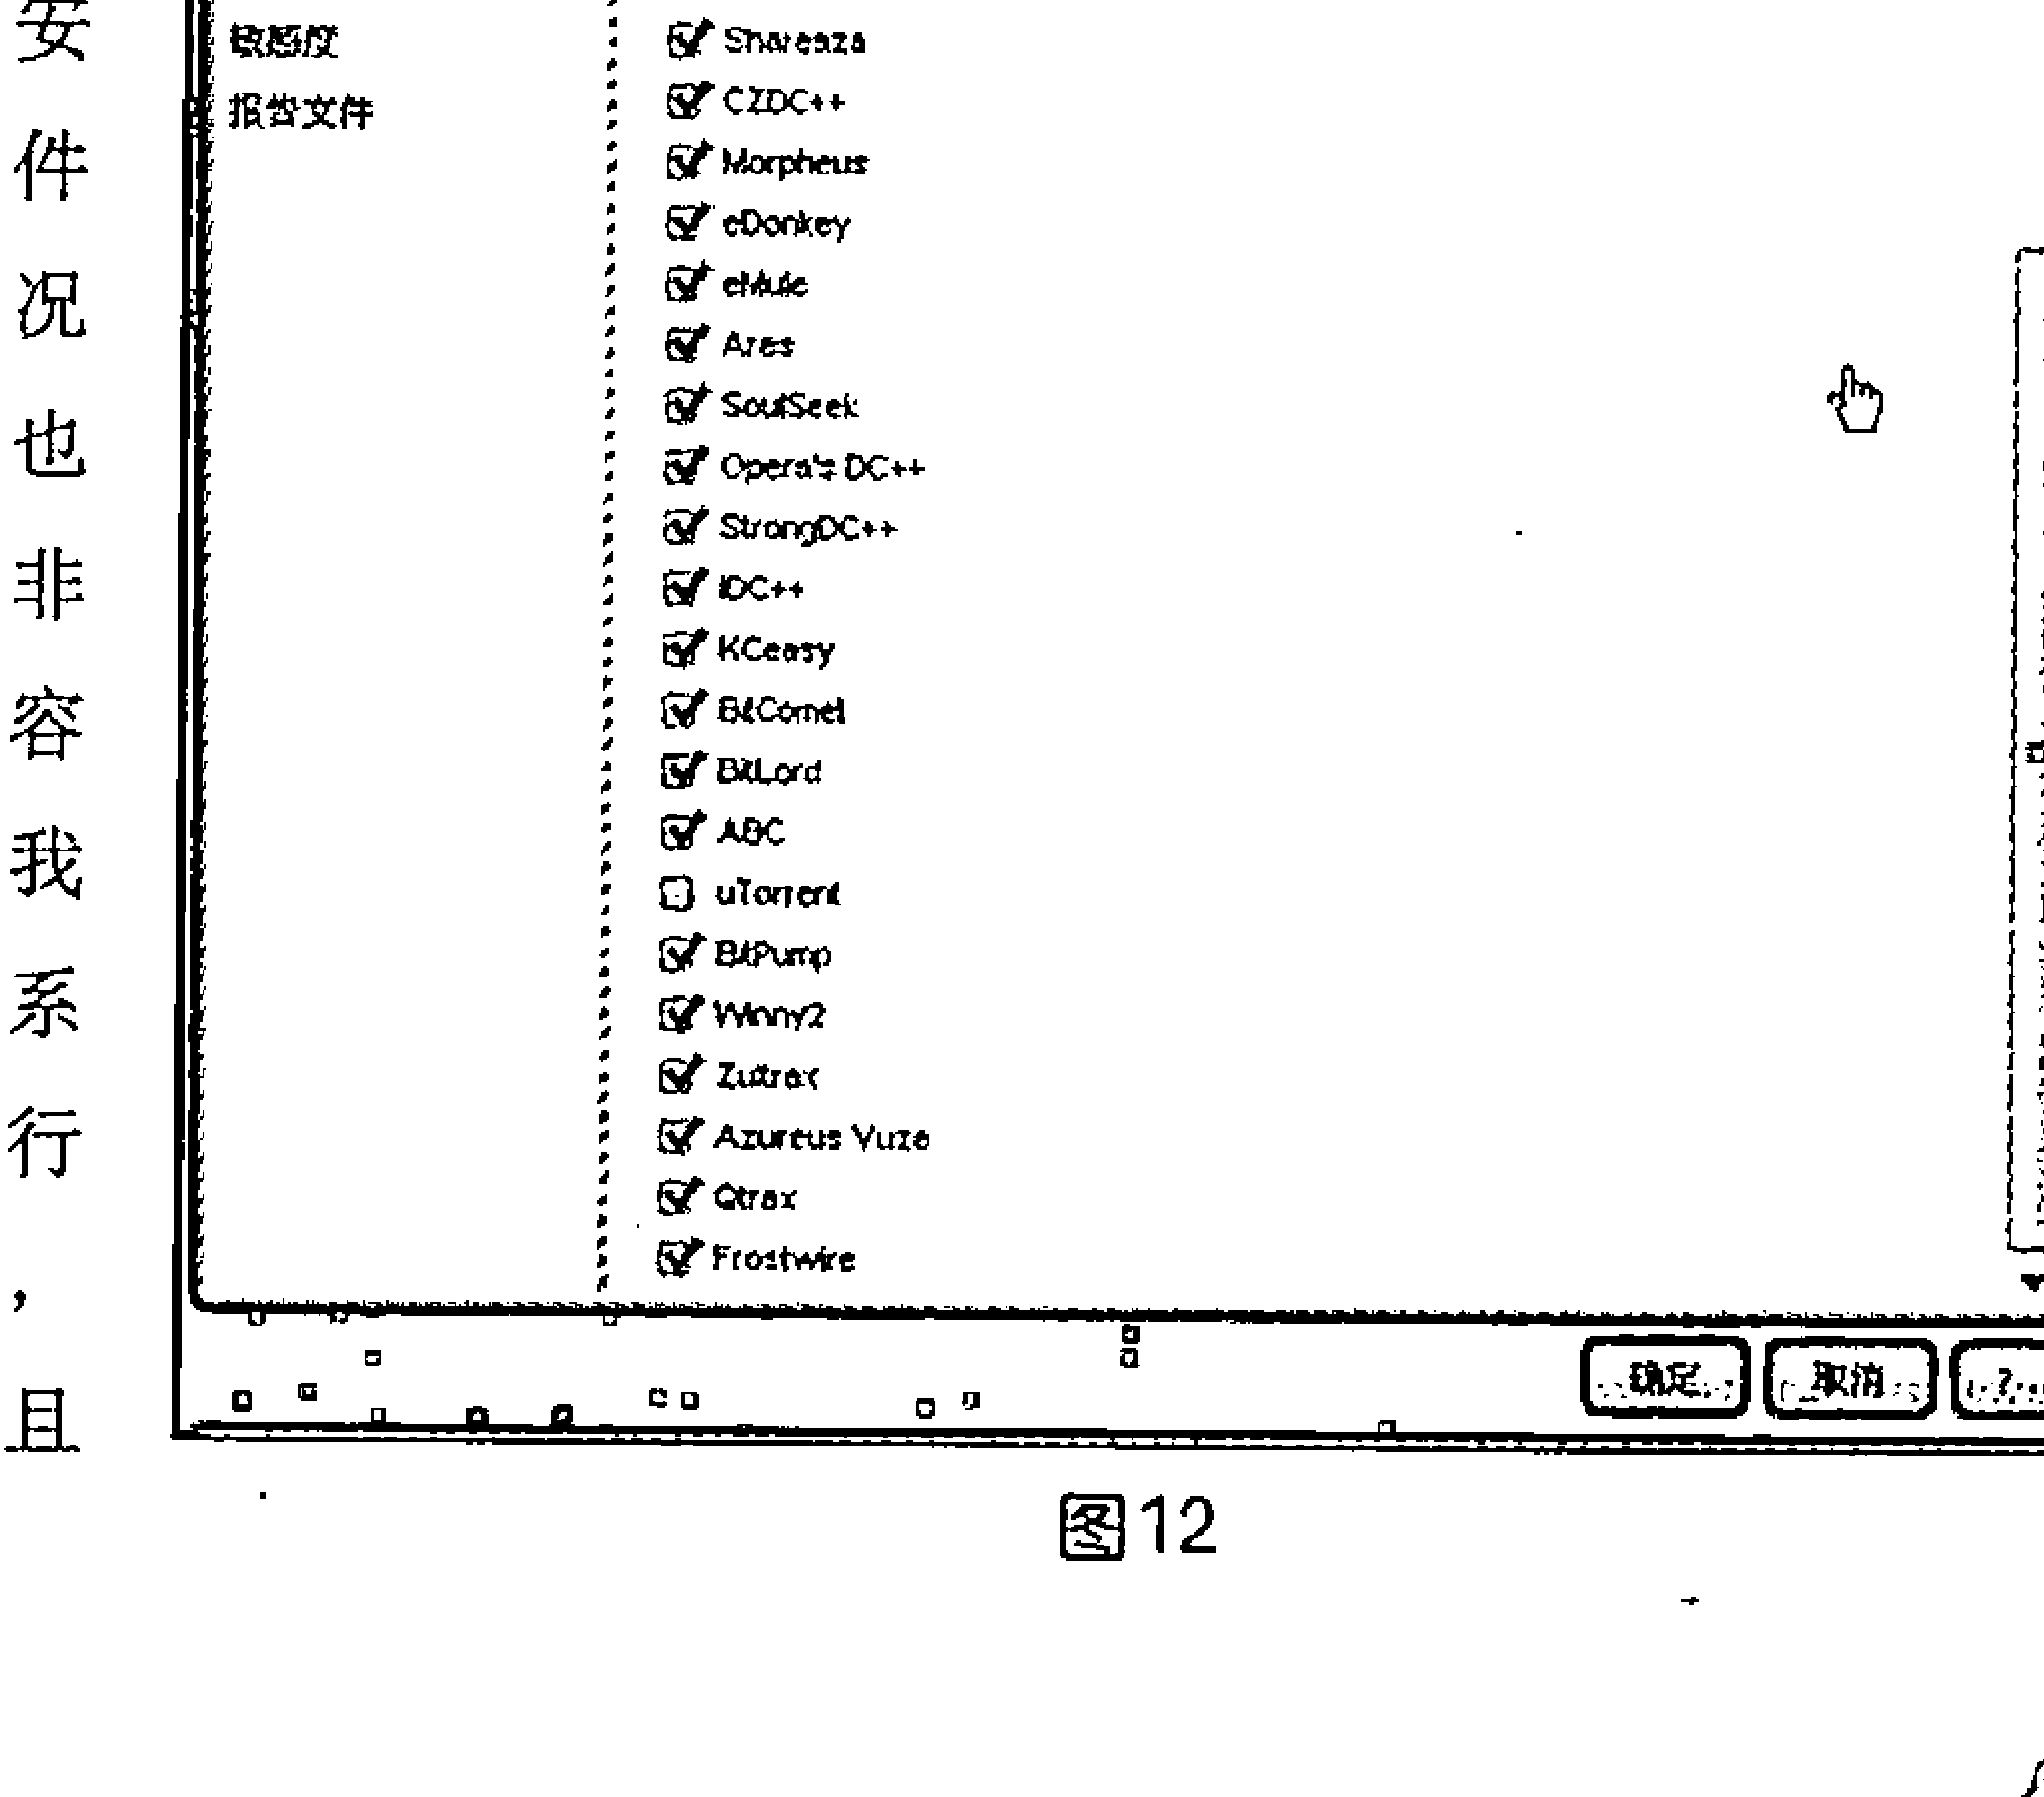 安
件
况
也
非
容
我
系
行
，
且
敏感度
报告文件
Shareaza
CZDC++
Morpheus
eDonkey
eMule
Ares
SoulSeek
Opera's DC++
StrongDC++
IDC++
KCeasy
BitComet
BitLord
ABC
uTorrent
BitPump
Winny2
Zultrax
Azureus Vuze
Qtrax
Frostwire
确定
取消
?
图12